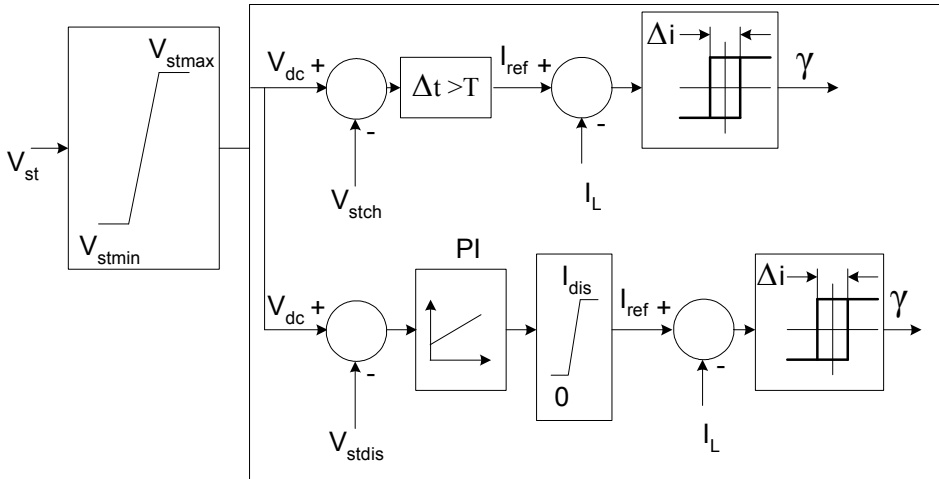 V_st
V_stmax
V_stmin
V_dc +
-
V_stch
Δt >T
I_ref +
-
I_L
Δi
γ
V_dc +
-
V_stdis
PI
I_dis
0
I_ref +
-
I_L
Δi
γ